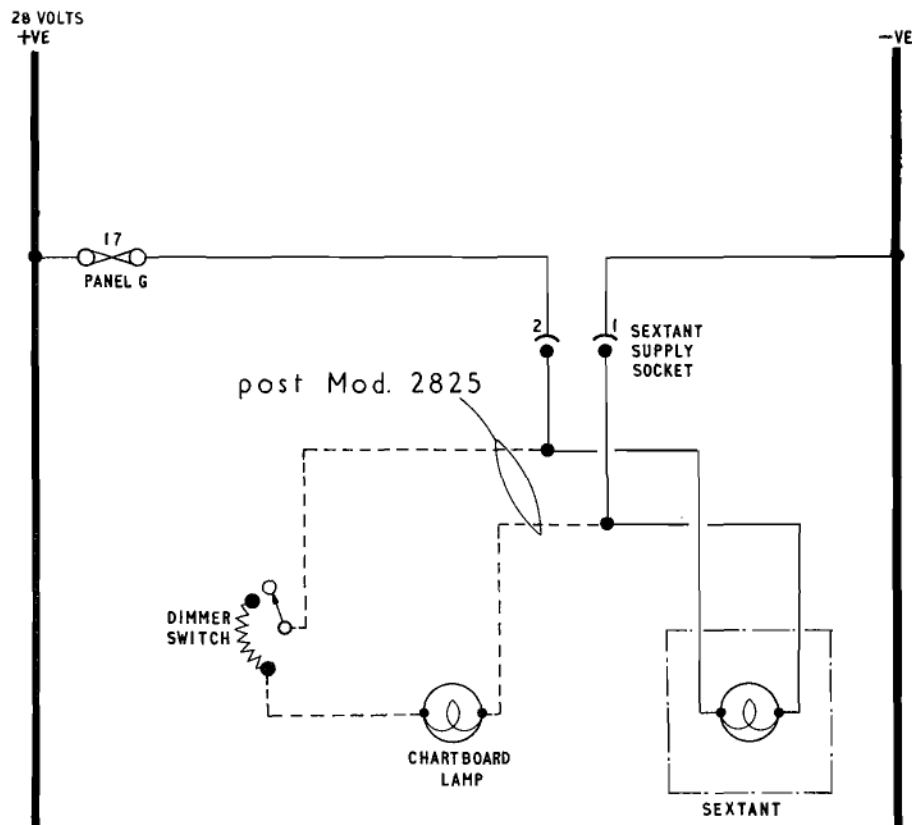 28 VOLTS
+VE
−VE
17
PANEL G
2
1
SEXTANT
SUPPLY
SOCKET
post Mod. 2825
DIMMER
SWITCH
CHARTBOARD
LAMP
SEXTANT